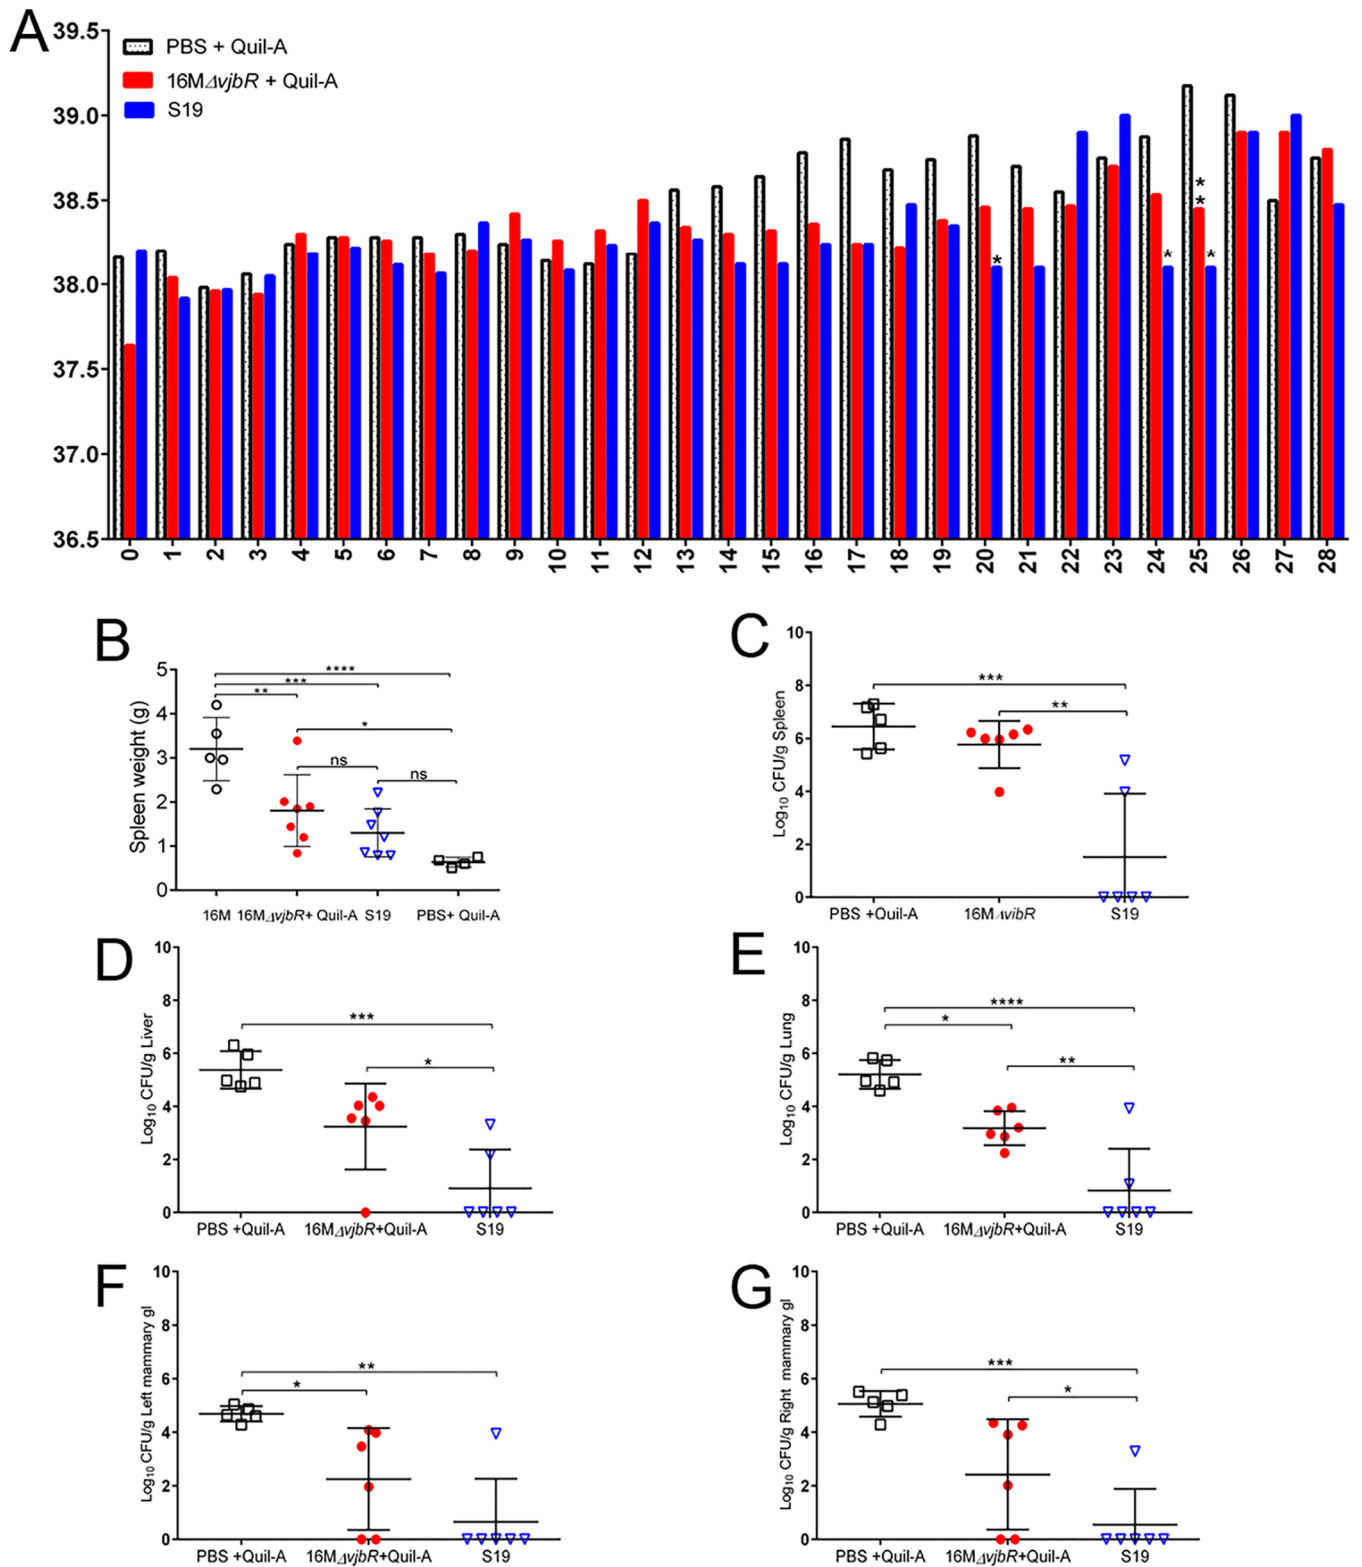 A
39.5
39.0
38.5
38.0
37.5
37.0
36.5
PBS + Quil-A
16MΔvjbR + Quil-A
S19
*
*
*
*
*
0 1 2 3 4 5 6 7 8 9 10 11 12 13 14 15 16 17 18 19 20 21 22 23 24 25 26 27 28
B
Spleen weight (g)
5
4
3
2
1
0
****
***
**
*
ns
ns
16M 16MΔvjbR+ Quil-A S19 PBS+ Quil-A
C
Log10 CFU/g Spleen
10
8
6
4
2
0
***
**
PBS +Quil-A 16MΔvibR S19
D
Log10 CFU/g Liver
10
8
6
4
2
0
***
*
PBS +Quil-A 16MΔvjbR+Quil-A S19
E
Log10 CFU/g Lung
10
8
6
4
2
0
****
*
**
PBS +Quil-A 16MΔvjbR+Quil-A S19
F
Log10 CFU/g Left mammary gl
10
8
6
4
2
0
**
*
PBS +Quil-A 16MΔvjbR+Quil-A S19
G
Log10 CFU/g Right mammary gl
10
8
6
4
2
0
***
*
PBS +Quil-A 16MΔvjbR+Quil-A S19